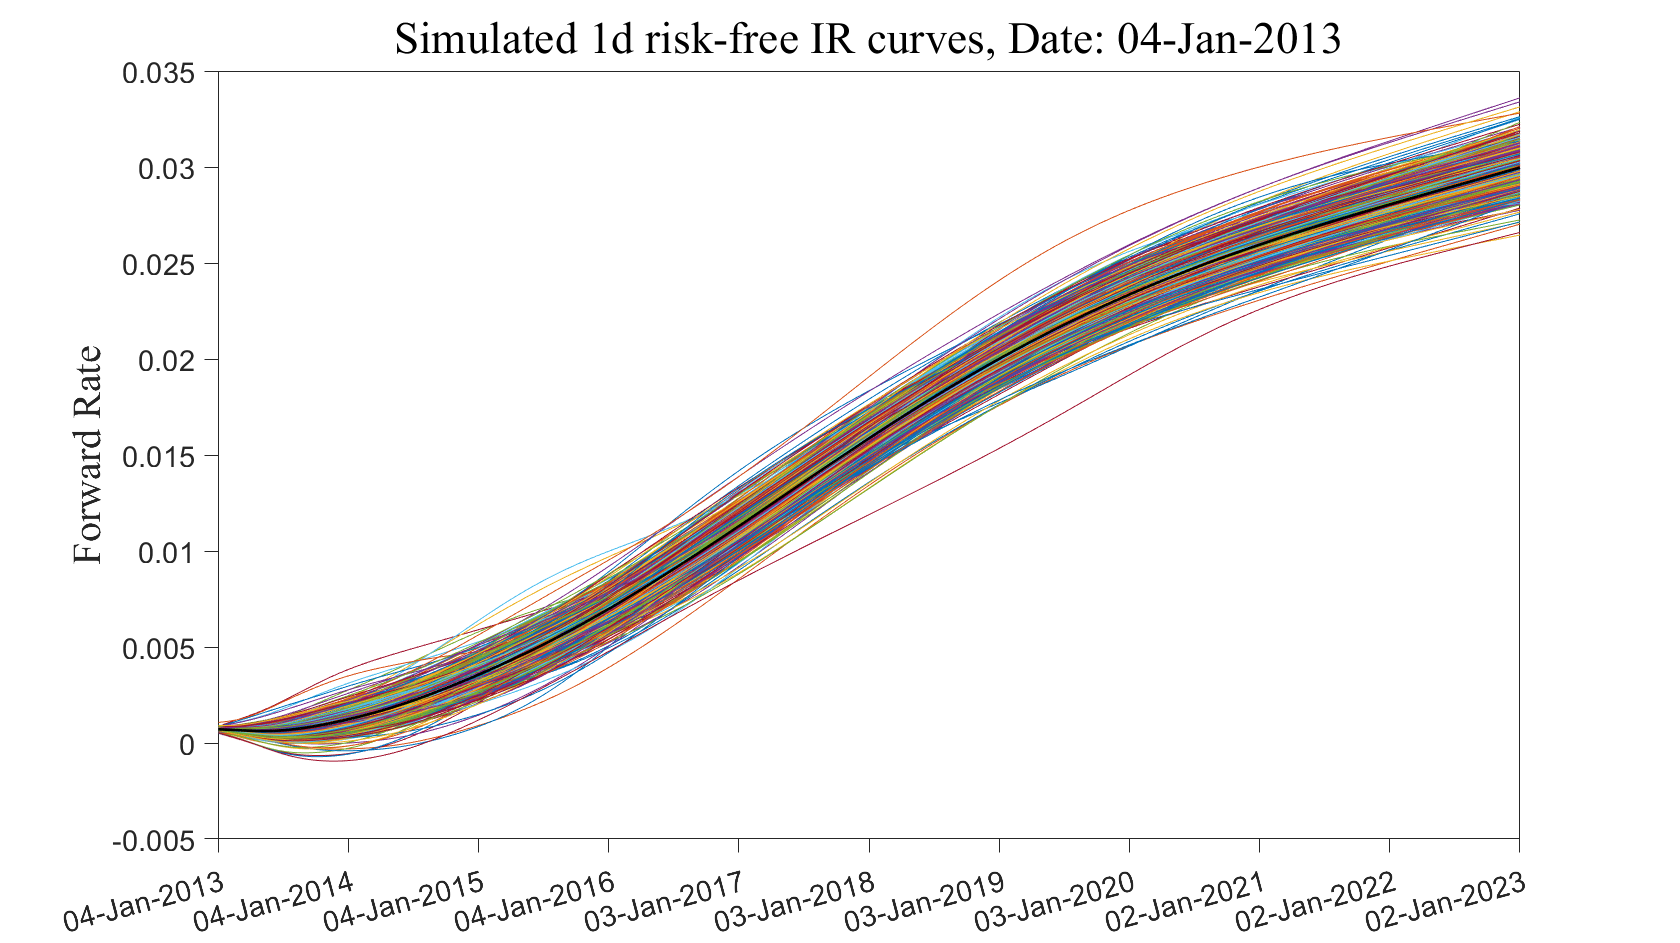 Simulated 1d risk-free IR curves, Date: 04-Jan-2013
Forward Rate
0.035
0.03
0.025
0.02
0.015
0.01
0.005
0
-0.005
04-Jan-2013
04-Jan-2014
04-Jan-2015
04-Jan-2016
03-Jan-2017
03-Jan-2018
03-Jan-2019
03-Jan-2020
02-Jan-2021
02-Jan-2022
02-Jan-2023